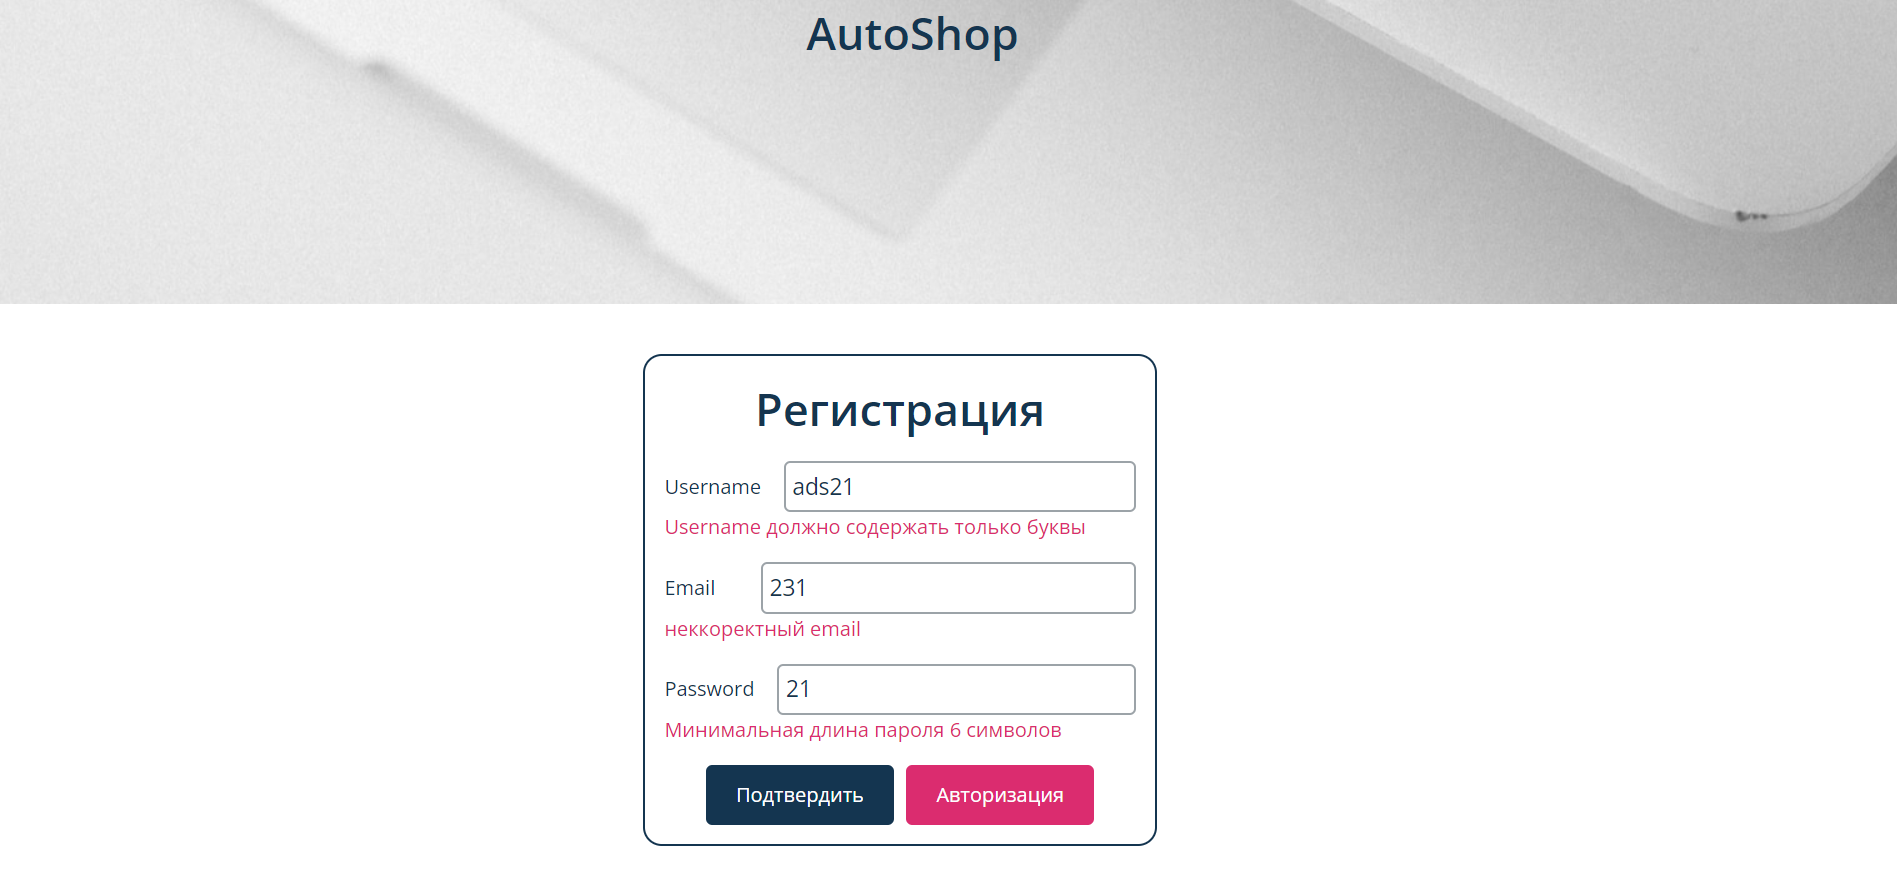 AutoShop
Регистрация
Username ads21
Username должно содержать только буквы
Email 231
неккоректный email
Password 21
Минимальная длина пароля 6 символов
Подтвердить Авторизация